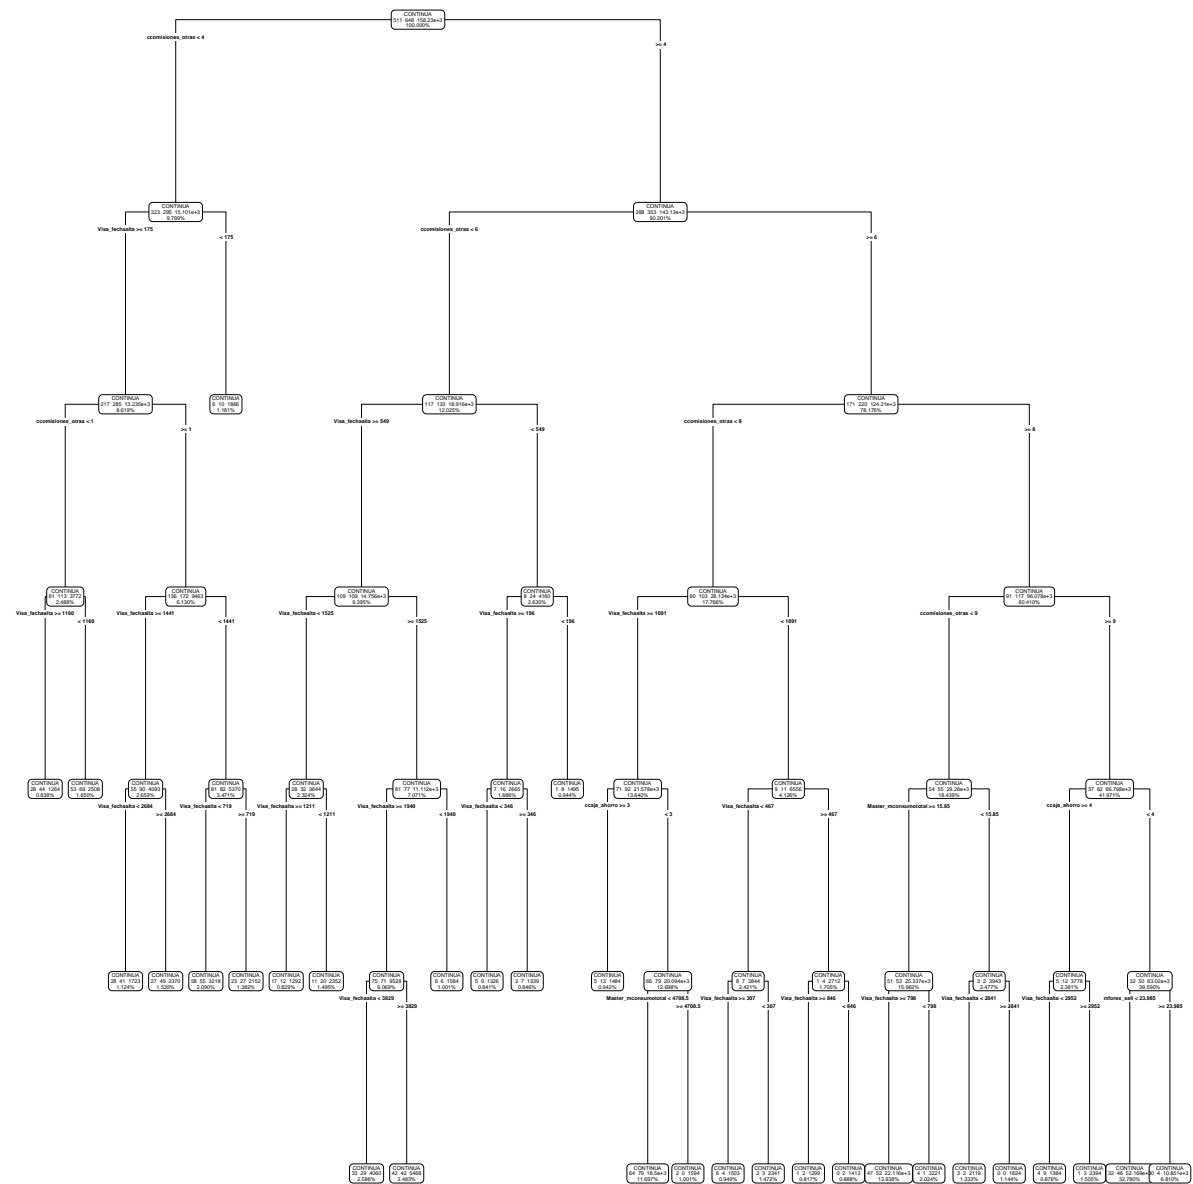 CONTINUA
511 648 158.23e+3
100.000%
ccomisiones_otras < 4
>= 4
CONTINUA
223 295 15.101e+3
9.799%
CONTINUA
288 353 143.13e+3
90.201%
Visa_fechaalta >= 175
< 175
ccomisiones_otras < 6
>= 6
CONTINUA
217 285 13.235e+3
8.619%
CONTINUA
6 10 1866
1.181%
CONTINUA
117 133 18.916e+3
12.025%
CONTINUA
171 220 124.21e+3
78.176%
ccomisiones_otras < 1
>= 1
Visa_fechaalta >= 549
< 549
ccomisiones_otras < 8
>= 8
CONTINUA
81 113 3772
2.488%
CONTINUA
136 172 9463
6.130%
CONTINUA
109 109 14.756e+3
9.395%
CONTINUA
8 24 4160
2.630%
CONTINUA
80 103 28.134e+3
17.766%
CONTINUA
91 117 96.078e+3
60.410%
Visa_fechaalta >= 1160
< 1160
Visa_fechaalta >= 1441
< 1441
Visa_fechaalta < 1525
>= 1525
Visa_fechaalta >= 196
< 196
Visa_fechaalta >= 1091
< 1091
ccomisiones_otras < 9
>= 9
CONTINUA
28 44 1264
0.838%
CONTINUA
53 69 2508
1.650%
CONTINUA
55 90 4093
2.659%
CONTINUA
81 82 5370
3.471%
CONTINUA
28 32 3644
2.324%
CONTINUA
81 77 11.112e+3
7.071%
CONTINUA
7 16 2665
1.686%
CONTINUA
1 8 1495
0.944%
CONTINUA
71 92 21.578e+3
13.640%
CONTINUA
9 11 6556
4.126%
CONTINUA
54 55 29.28e+3
18.439%
CONTINUA
37 62 66.798e+3
41.971%
Visa_fechaalta < 2684
>= 2684
Visa_fechaalta < 719
>= 719
Visa_fechaalta >= 1211
< 1211
Visa_fechaalta >= 1940
< 1940
Visa_fechaalta < 346
>= 346
ccaja_ahorro >= 3
< 3
Visa_fechaalta < 467
>= 467
Master_mconsumototal >= 15.85
< 15.85
ccaja_ahorro >= 4
< 4
CONTINUA
28 41 1723
1.124%
CONTINUA
27 49 2370
1.535%
CONTINUA
58 55 3218
2.090%
CONTINUA
23 27 2152
1.382%
CONTINUA
17 12 1292
0.829%
CONTINUA
11 20 2352
1.495%
CONTINUA
75 71 9528
6.069%
CONTINUA
6 6 1584
1.001%
CONTINUA
5 9 1326
0.841%
CONTINUA
2 7 1339
0.846%
CONTINUA
5 13 1484
0.942%
CONTINUA
66 79 20.094e+3
12.698%
CONTINUA
8 7 3844
2.421%
CONTINUA
1 4 2712
1.705%
CONTINUA
51 53 25.337e+3
15.962%
CONTINUA
3 2 3943
2.477%
CONTINUA
5 12 3778
2.381%
CONTINUA
32 50 63.02e+3
39.590%
Visa_fechaalta < 3829
>= 3829
Master_mconsumototal < 4708.5
>= 4708.5
Visa_fechaalta >= 307
< 307
Visa_fechaalta >= 846
< 846
Visa_fechaalta >= 798
< 798
Visa_fechaalta < 2841
>= 2841
Visa_fechaalta < 2952
>= 2952
mforex_sell < 23.985
>= 23.985
CONTINUA
33 29 4060
2.586%
CONTINUA
42 42 5468
3.483%
CONTINUA
64 79 18.5e+3
11.697%
CONTINUA
2 0 1594
1.001%
CONTINUA
6 4 1503
0.949%
CONTINUA
2 3 2341
1.472%
CONTINUA
1 2 1299
0.817%
CONTINUA
0 2 1413
0.888%
CONTINUA
47 52 22.116e+3
13.938%
CONTINUA
4 1 3221
2.024%
CONTINUA
3 2 2119
1.333%
CONTINUA
0 0 1824
1.144%
CONTINUA
4 9 1384
0.876%
CONTINUA
1 3 2394
1.505%
CONTINUA
32 46 52.169e+3
32.780%
CONTINUA
0 4 10.851e+3
6.810%